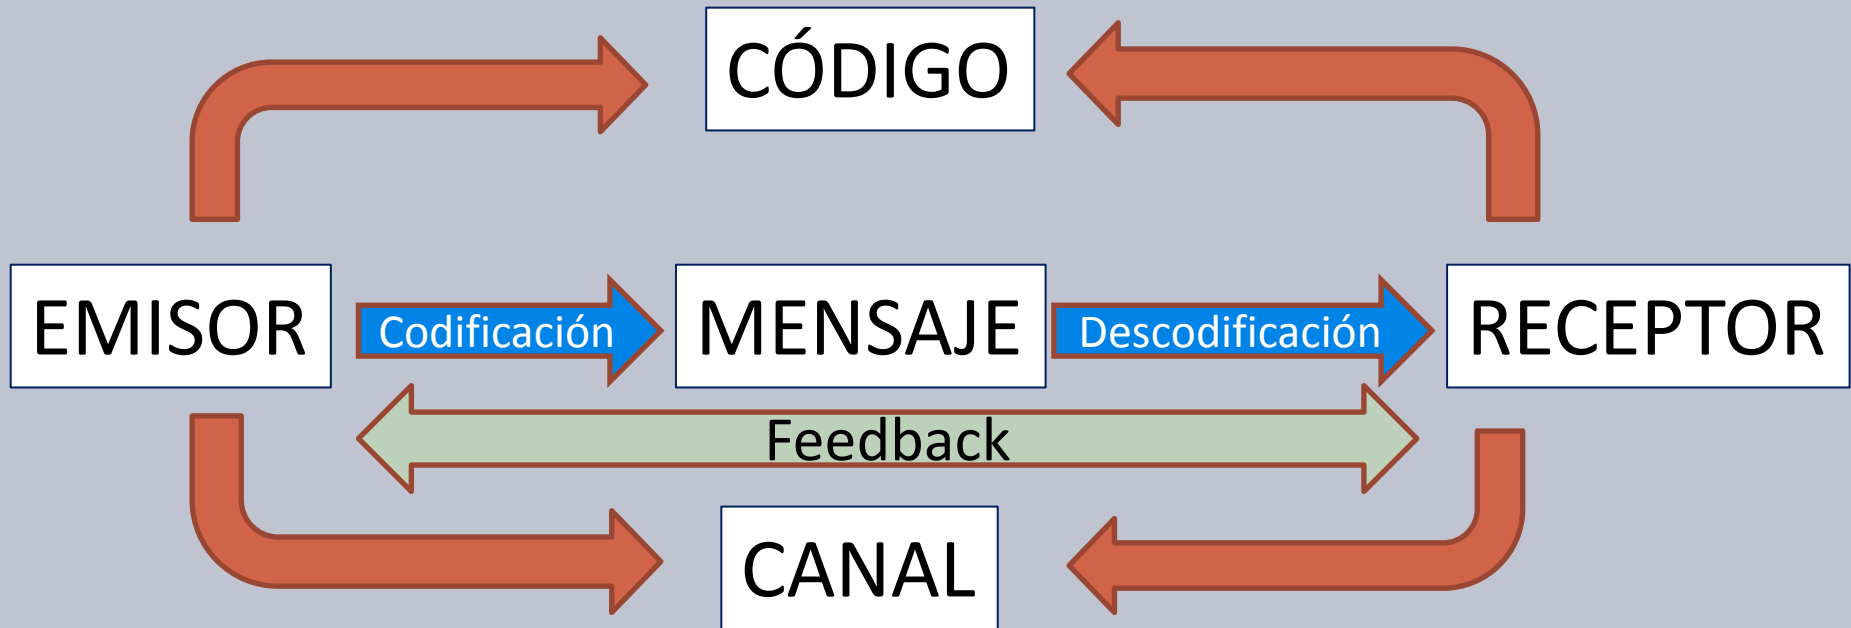 CÓDIGO
EMISOR
Codificación
MENSAJE
Descodificación
RECEPTOR
Feedback
CANAL